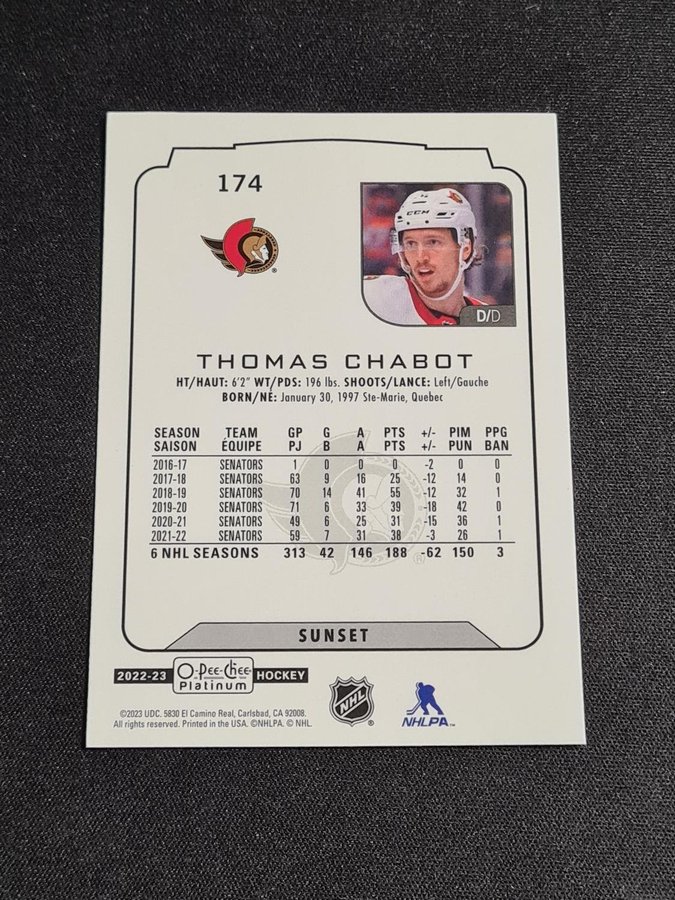 174
CCM
D/D
THOMAS CHABOT
HT/HAUT: 6'2" WT/PDS: 196 lbs. SHOOTS/LANCE: Left/Gauche
BORN/NÉ: January 30, 1997 Ste-Marie, Quebec
SEASON TEAM GP G A PTS +/- PIM PPG
SAISON ÉQUIPE PJ B A PTS +/- PUN BAN
2016-17 SENATORS 1 0 0 0 -2 0 0
2017-18 SENATORS 63 9 16 25 -12 14 0
2018-19 SENATORS 70 14 41 55 -12 32 1
2019-20 SENATORS 71 6 33 39 -18 42 0
2020-21 SENATORS 49 6 25 31 -15 36 1
2021-22 SENATORS 59 7 31 38 -3 26 1
6 NHL SEASONS 313 42 146 188 -62 150 3
SUNSET
2022-23 O-Pee-Chee Platinum HOCKEY
NHL ®
NHLPA™
©2023 UDC. 5830 El Camino Real, Carlsbad, CA 92008.
All rights reserved. Printed in the USA. ©NHLPA. © NHL.